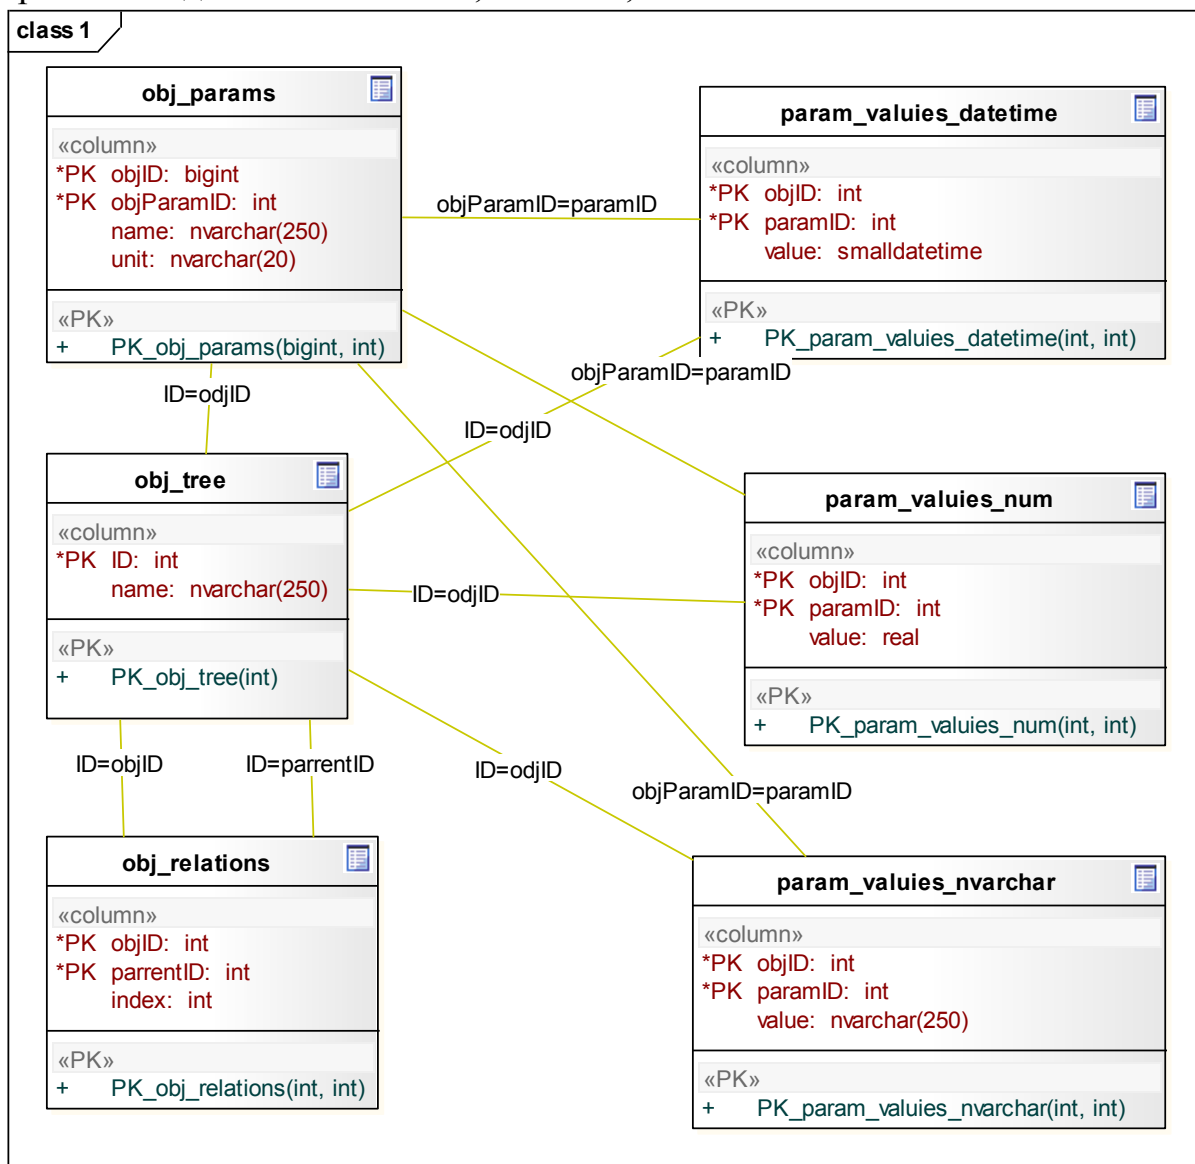 class 1
obj_params
«column»
*PK objID: bigint
*PK objParamID: int
name: nvarchar(250)
unit: nvarchar(20)
«PK»
+ PK_obj_params(bigint, int)
param_valuies_datetime
«column»
*PK objID: int
*PK paramID: int
value: smalldatetime
«PK»
+ PK_param_valuies_datetime(int, int)
objParamID=paramID
objParamID=paramID
ID=odjID
ID=odjID
obj_tree
«column»
*PK ID: int
name: nvarchar(250)
«PK»
+ PK_obj_tree(int)
ID=odjID
param_valuies_num
«column»
*PK objID: int
*PK paramID: int
value: real
«PK»
+ PK_param_valuies_num(int, int)
ID=objID
ID=parrentID
ID=odjID
objParamID=paramID
obj_relations
«column»
*PK objID: int
*PK parrentID: int
index: int
«PK»
+ PK_obj_relations(int, int)
param_valuies_nvarchar
«column»
*PK objID: int
*PK paramID: int
value: nvarchar(250)
«PK»
+ PK_param_valuies_nvarchar(int, int)